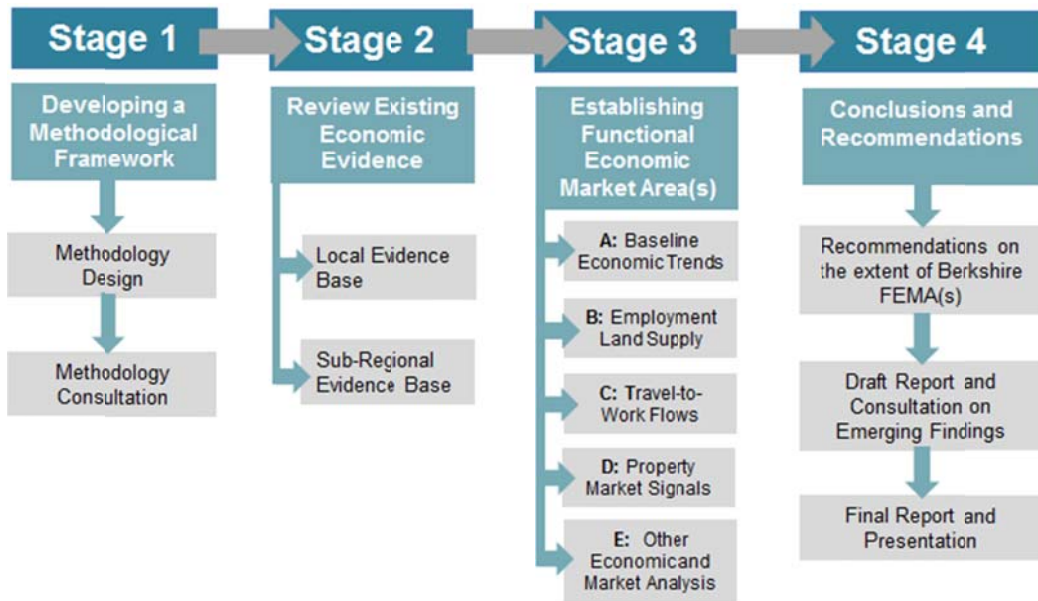 Stage 1
Developing a
Methodological
Framework
Methodology
Design
Methodology
Consultation
Stage 2
Review Existing
Economic
Evidence
Local Evidence
Base
Sub-Regional
Evidence Base
Stage 3
Establishing
Functional
Economic
Market Area(s)
A: Baseline
Economic Trends
B: Employment
Land Supply
C: Travel-to-
Work Flows
D: Property
Market Signals
E: Other
Economic and
Market Analysis
Stage 4
Conclusions and
Recommendations
Recommendations on
the extent of Berkshire
FEMA(s)
Draft Report and
Consultation on
Emerging Findings
Final Report and
Presentation